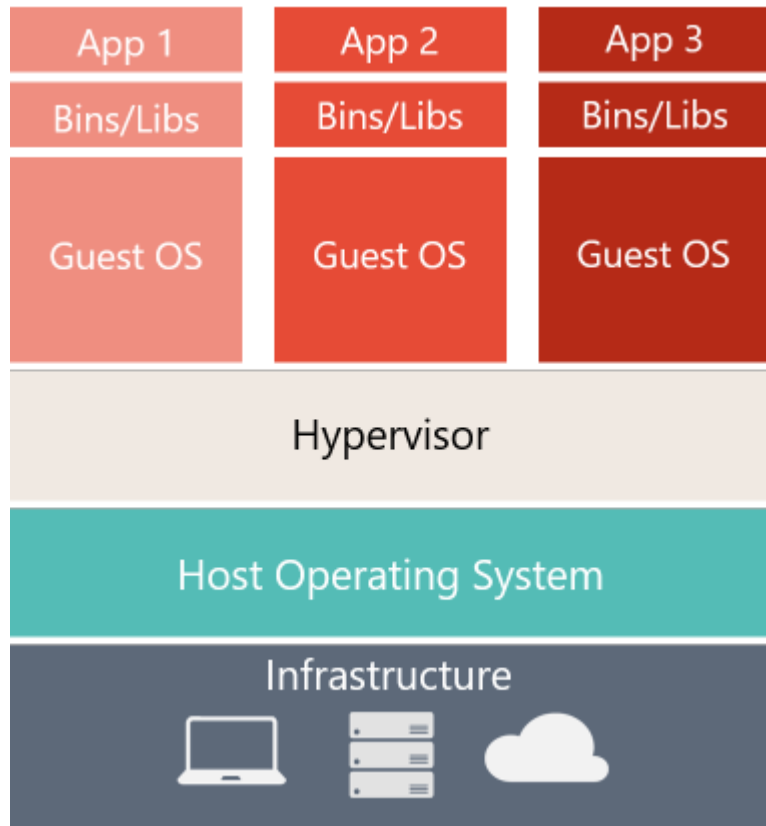 App 1
App 2
App 3
Bins/Libs
Bins/Libs
Bins/Libs
Guest OS
Guest OS
Guest OS
Hypervisor
Host Operating System
Infrastructure